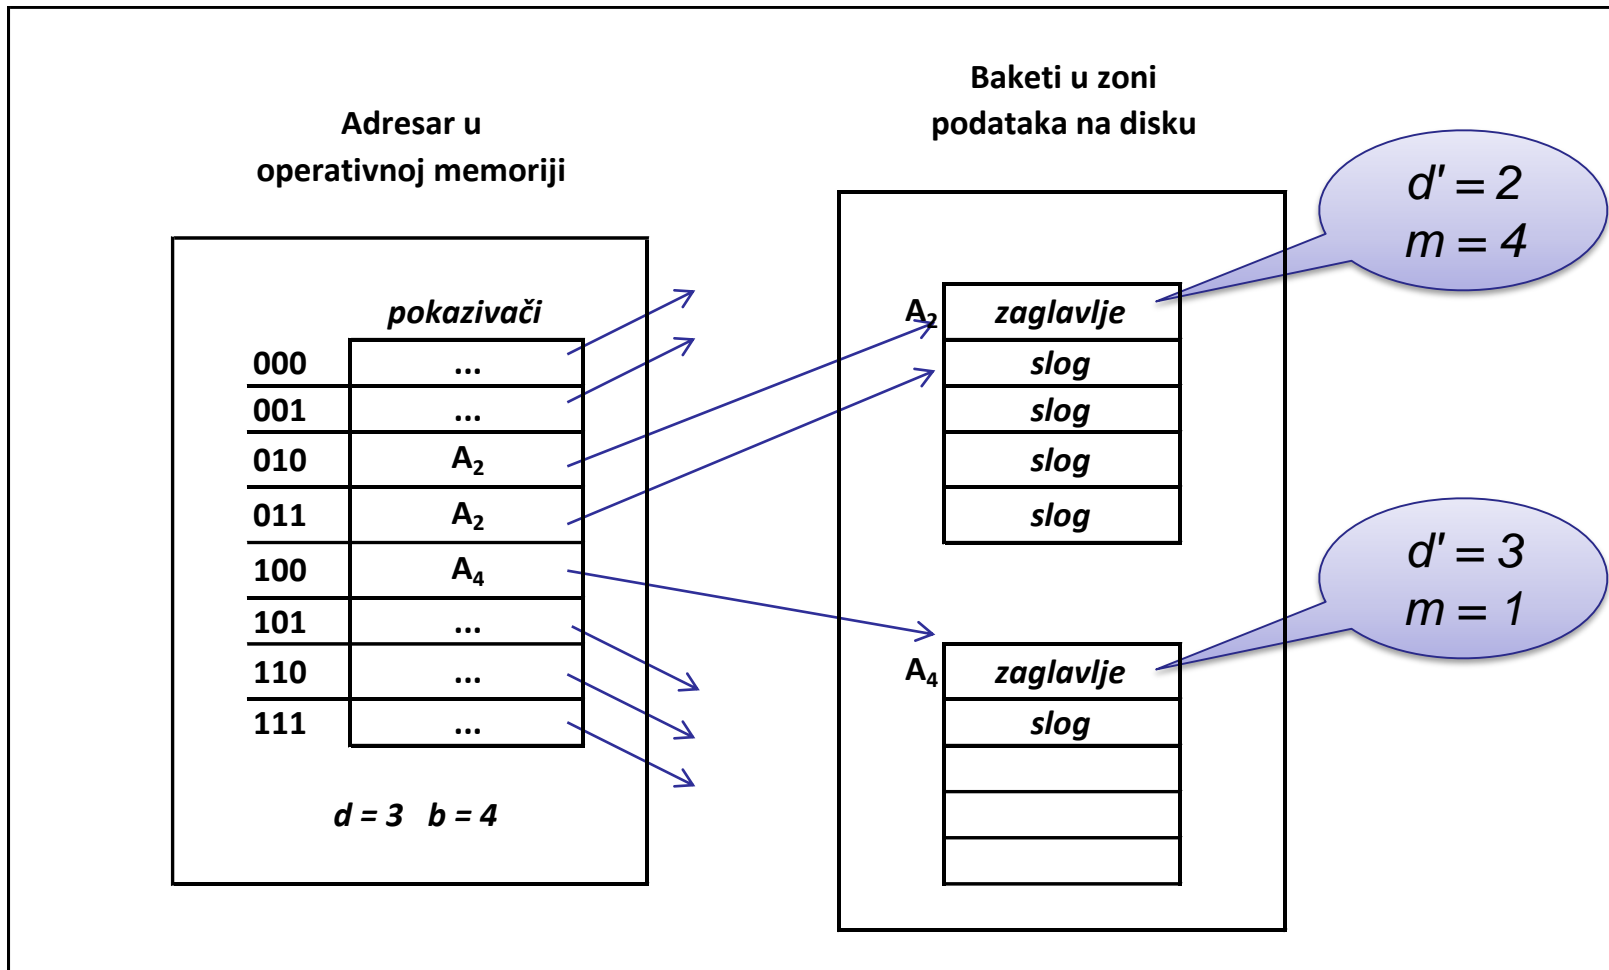 Adresar u
operativnoj memoriji
pokazivači
000 ...
001 ...
010 A₂
011 A₂
100 A₄
101 ...
110 ...
111 ...
d = 3 b = 4
Baketi u zoni
podataka na disku
A₂ zaglavlje
slog
slog
slog
slog
A₄ zaglavlje
slog
d' = 2
m = 4
d' = 3
m = 1